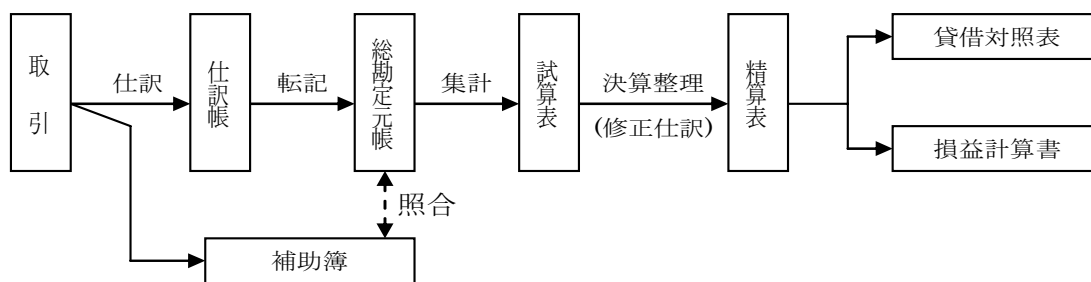 取引
仕訳
仕訳帳
転記
総勘定元帳
集計
試算表
決算整理
(修正仕訳)
精算表
貸借対照表
損益計算書
照合
補助簿